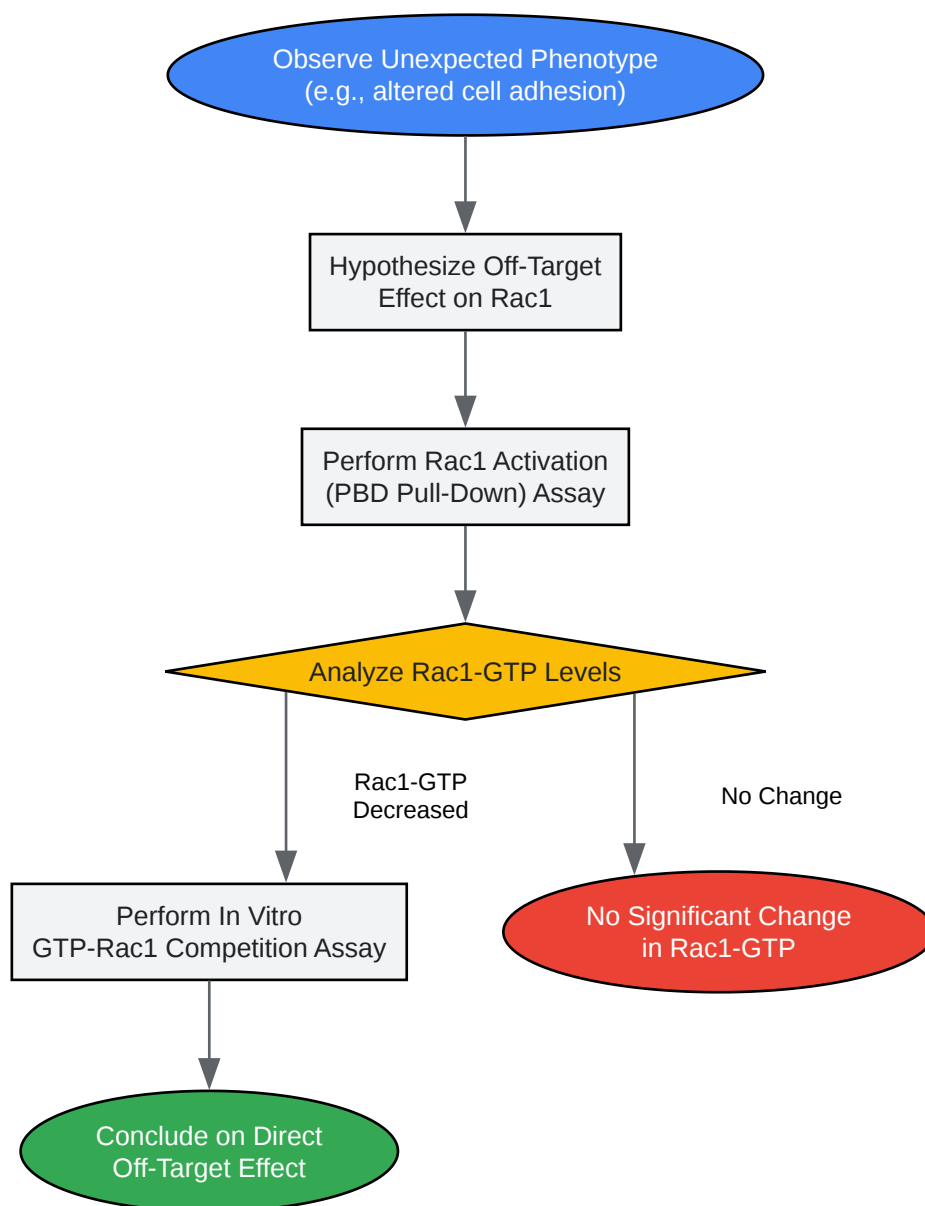 Observe Unexpected Phenotype
(e.g., altered cell adhesion)
Hypothesize Off-Target
Effect on Rac1
Perform Rac1 Activation
(PBD Pull-Down) Assay
Analyze Rac1-GTP Levels
Rac1-GTP
Decreased
No Change
Perform In Vitro
GTP-Rac1 Competition Assay
No Significant Change
in Rac1-GTP
Conclude on Direct
Off-Target Effect